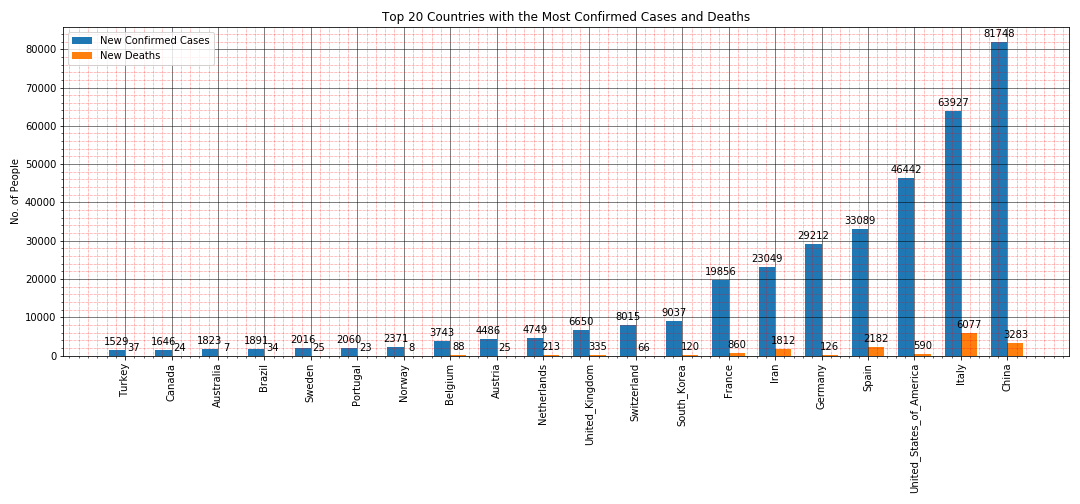 Top 20 Countries with the Most Confirmed Cases and Deaths
New Confirmed Cases
New Deaths
No. of People
80000
70000
60000
50000
40000
30000
20000
10000
0
1529 37
1646 24
1823 7
1891 34
2016 25
2060 23
2371 8
3743 88
4486 25
4749 213
6650 335
8015 66
9037 120
19856 860
23049 1812
29212 126
33089 2182
46442 590
63927 6077
81748 3283
Turkey
Canada
Australia
Brazil
Sweden
Portugal
Norway
Belgium
Austria
Netherlands
United_Kingdom
Switzerland
South_Korea
France
Iran
Germany
Spain
United_States_of_America
Italy
China